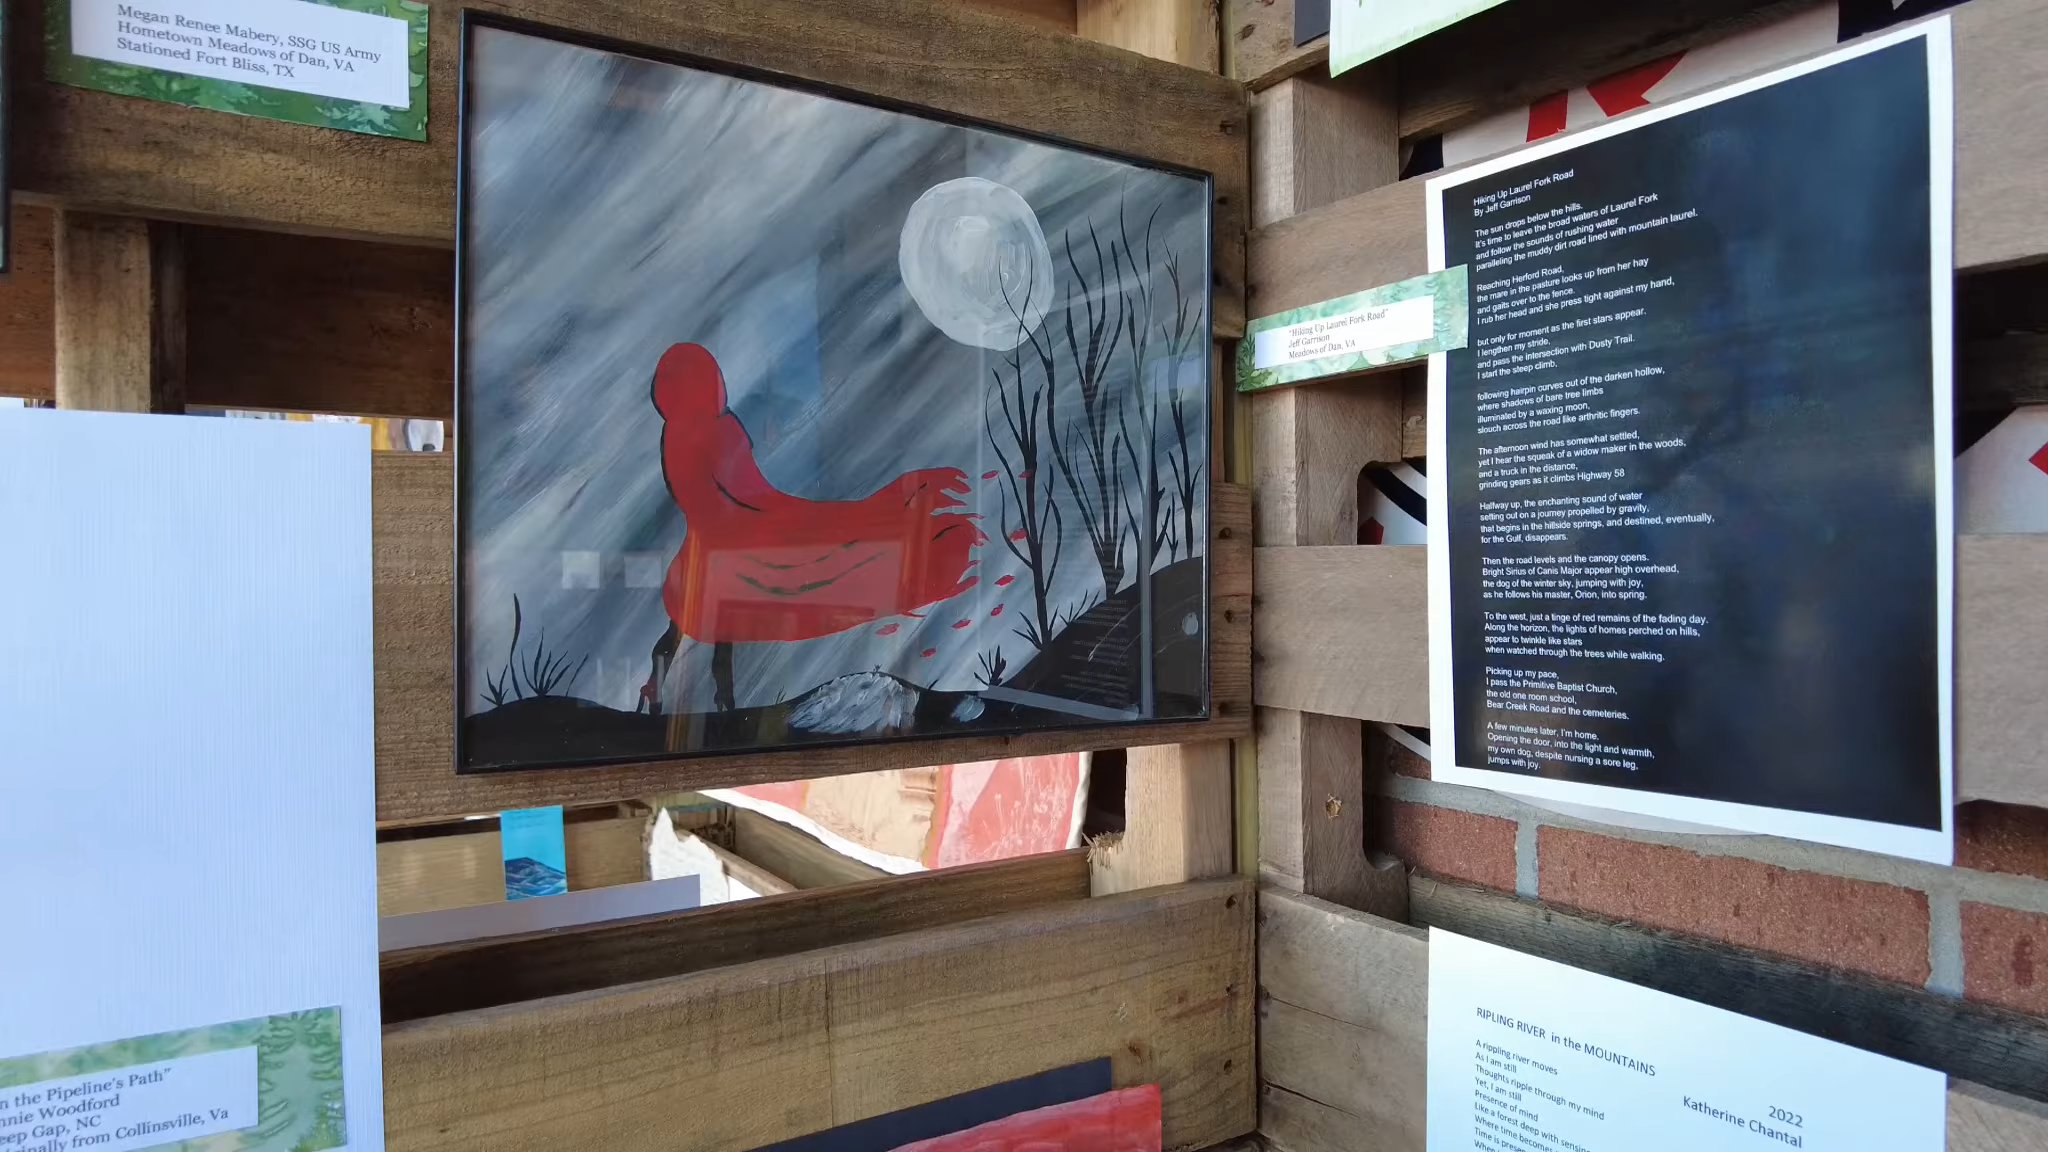 Megan Renee Mabery, SSG US Army
Hometown Meadows of Dan, VA
Stationed Fort Bliss, TX
Hiking Up Laurel Fork Road
By Jeff Garrison
The sun drops below the hills.
It's time to leave the broad waters of Laurel Fork
and follow the sounds of rushing water
paralleling the muddy dirt road lined with mountain laurel.
Reaching Herford Road,
the mare in the pasture looks up from her hay
and gaits over to the fence.
I rub her head and she press tight against my hand,
but only for moment as the first stars appear.
I lengthen my stride,
and pass the intersection with Dusty Trail.
I start the steep climb.
following hairpin curves out of the darken hollow,
where shadows of bare tree limbs
illuminated by a waxing moon,
slouch across the road like arthritic fingers.
The afternoon wind has somewhat settled,
yet I hear the squeak of a widow maker in the woods,
and a truck in the distance,
grinding gears as it climbs Highway 58
Halfway up, the enchanting sound of water
setting out on a journey propelled by gravity,
that begins in the hillside springs, and destined, eventually,
for the Gulf, disappears.
Then the road levels and the canopy opens.
Bright Sirius of Canis Major appear high overhead,
the dog of the winter sky, jumping with joy,
as he follows his master, Orion, into spring.
To the west, just a tinge of red remains of the fading day.
Along the horizon, the lights of homes perched on hills,
appear to twinkle like stars
when watched through the trees while walking.
Picking up my pace,
I pass the Primitive Baptist Church,
the old one room school,
Bear Creek Road and the cemeteries.
A few minutes later, I'm home.
Opening the door, into the light and warmth,
my own dog, despite nursing a sore leg,
jumps with joy.
"Hiking Up Laurel Fork Road"
Jeff Garrison
Meadows of Dan, VA
n the Pipeline's Path"
nnie Woodford
eep Gap, NC
ginally from Collinsville, Va
RIPLING RIVER in the MOUNTAINS
2022
Katherine Chantal
A rippling river moves
As I am still
Thoughts ripple through my mind
Yet, I am still
Presence of mind
Like a forest deep with sensing
Where time becomes
Time is presen
When